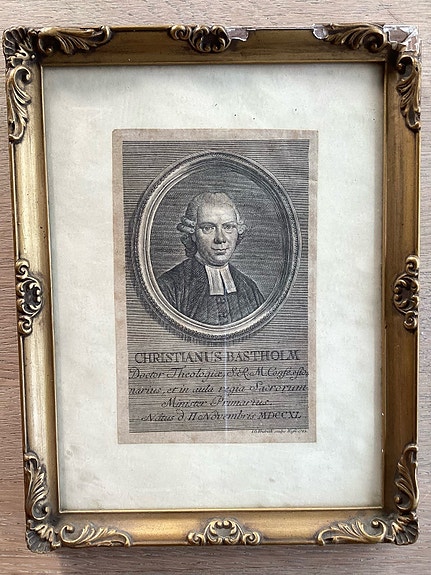 CHRISTIANUS BASTHOLM
Doctor Theologiæ, S. R. M. Confessio-
narius, et in aula regia Sacrorum
Minister Primarius.
Natus d. II Novembris MDCCXL